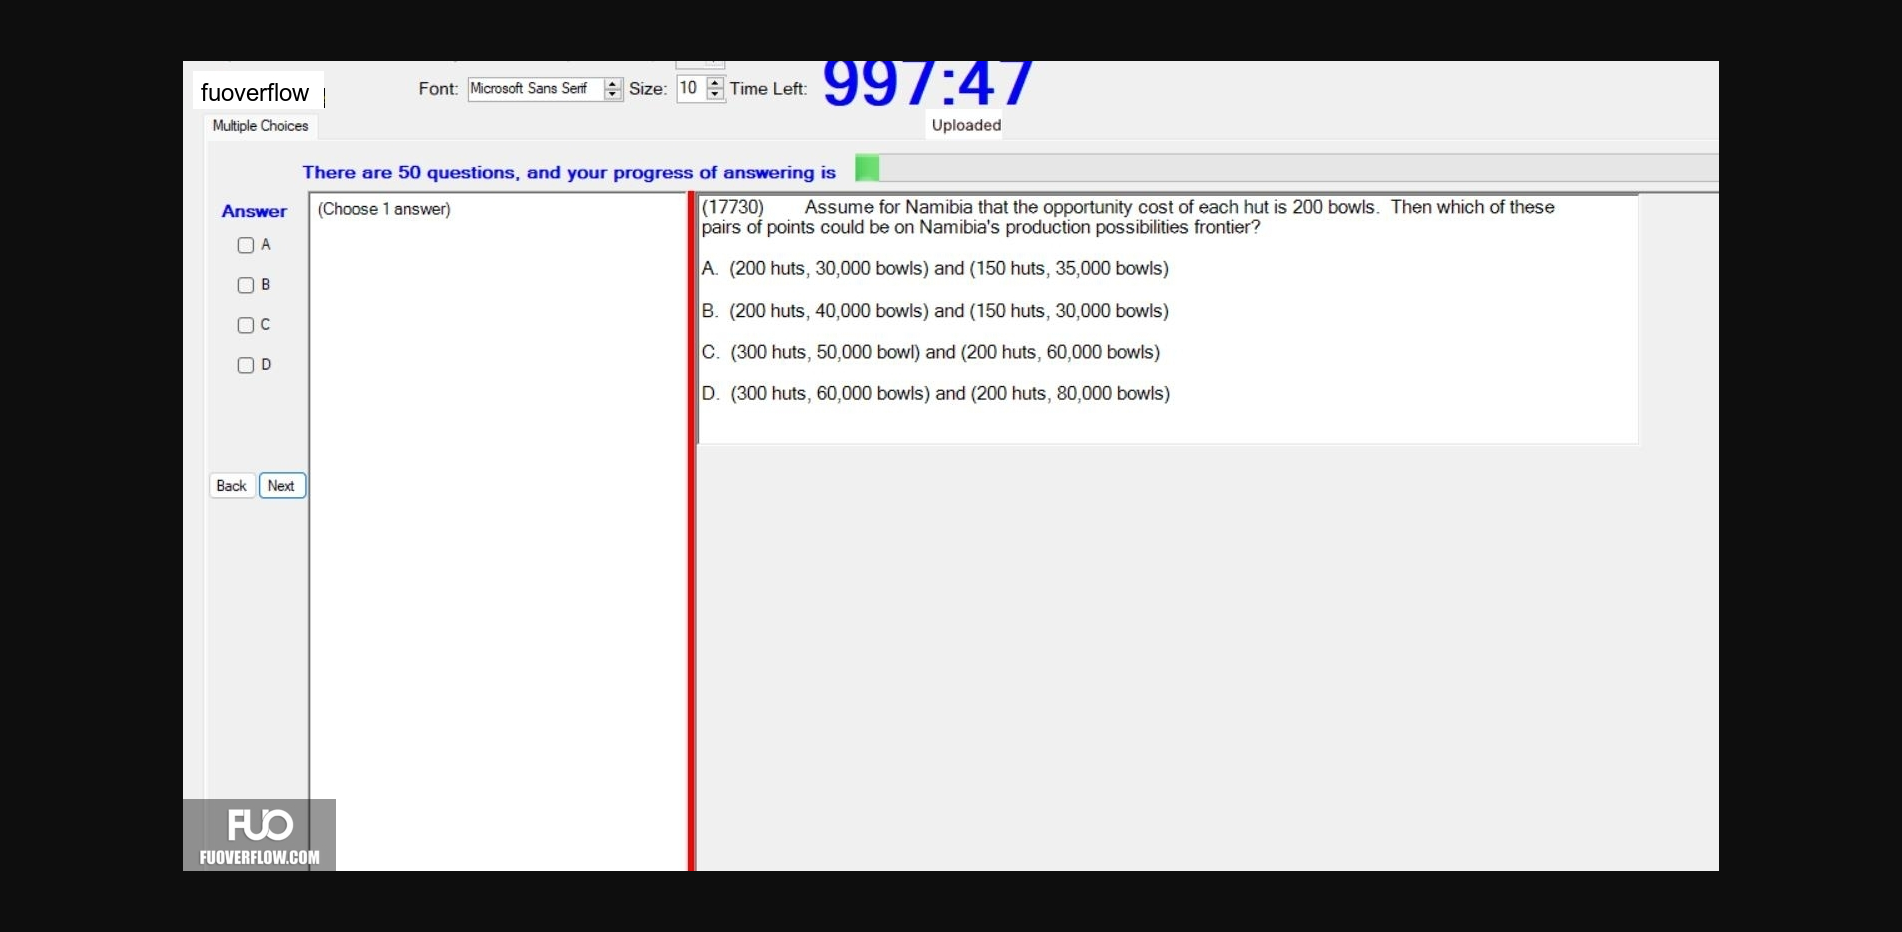 fuoverflow
Font: Microsoft Sans Serif Size: 10 Time Left: 997:47
Multiple Choices
Uploaded
There are 50 questions, and your progress of answering is
Answer
A
B
C
D
Back Next
(Choose 1 answer)
(17730) Assume for Namibia that the opportunity cost of each hut is 200 bowls. Then which of these
pairs of points could be on Namibia's production possibilities frontier?
A. (200 huts, 30,000 bowls) and (150 huts, 35,000 bowls)
B. (200 huts, 40,000 bowls) and (150 huts, 30,000 bowls)
C. (300 huts, 50,000 bowl) and (200 huts, 60,000 bowls)
D. (300 huts, 60,000 bowls) and (200 huts, 80,000 bowls)
FUO
FUOVERFLOW.COM